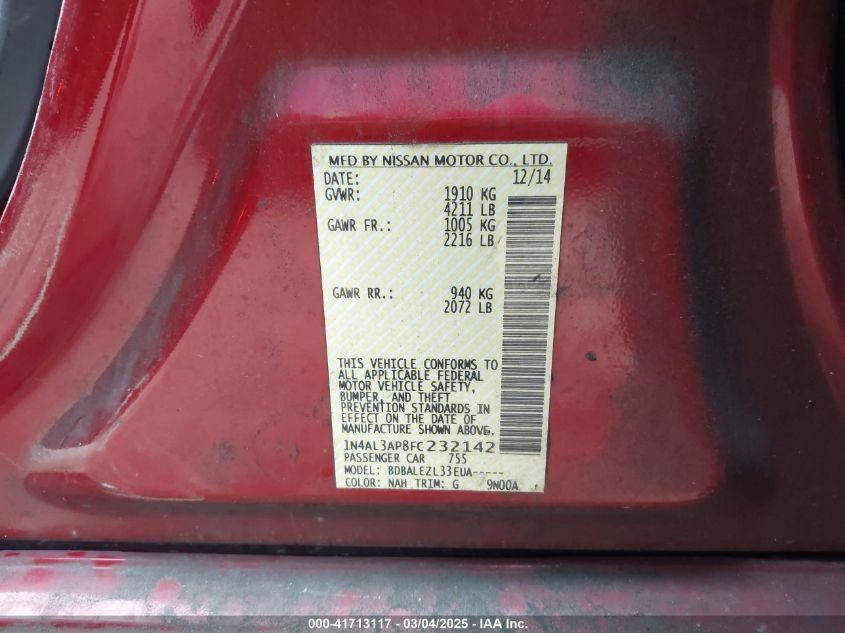 MFD BY NISSAN MOTOR CO., LTD.
DATE: 12/14
GVWR: 1910 KG
4211 LB
GAWR FR.: 1005 KG
2216 LB
GAWR RR.: 940 KG
2072 LB
THIS VEHICLE CONFORMS TO
ALL APPLICABLE FEDERAL
MOTOR VEHICLE SAFETY,
BUMPER, AND THEFT
PREVENTION STANDARDS IN
EFFECT ON THE DATE OF
MANUFACTURE SHOWN ABOVE.
1N4AL3AP8FC232142
PASSENGER CAR 755
MODEL: BDBALEZL33EUA-----
COLOR: NAH TRIM: G 9N00A
000-41713117 - 03/04/2025 - IAA Inc.